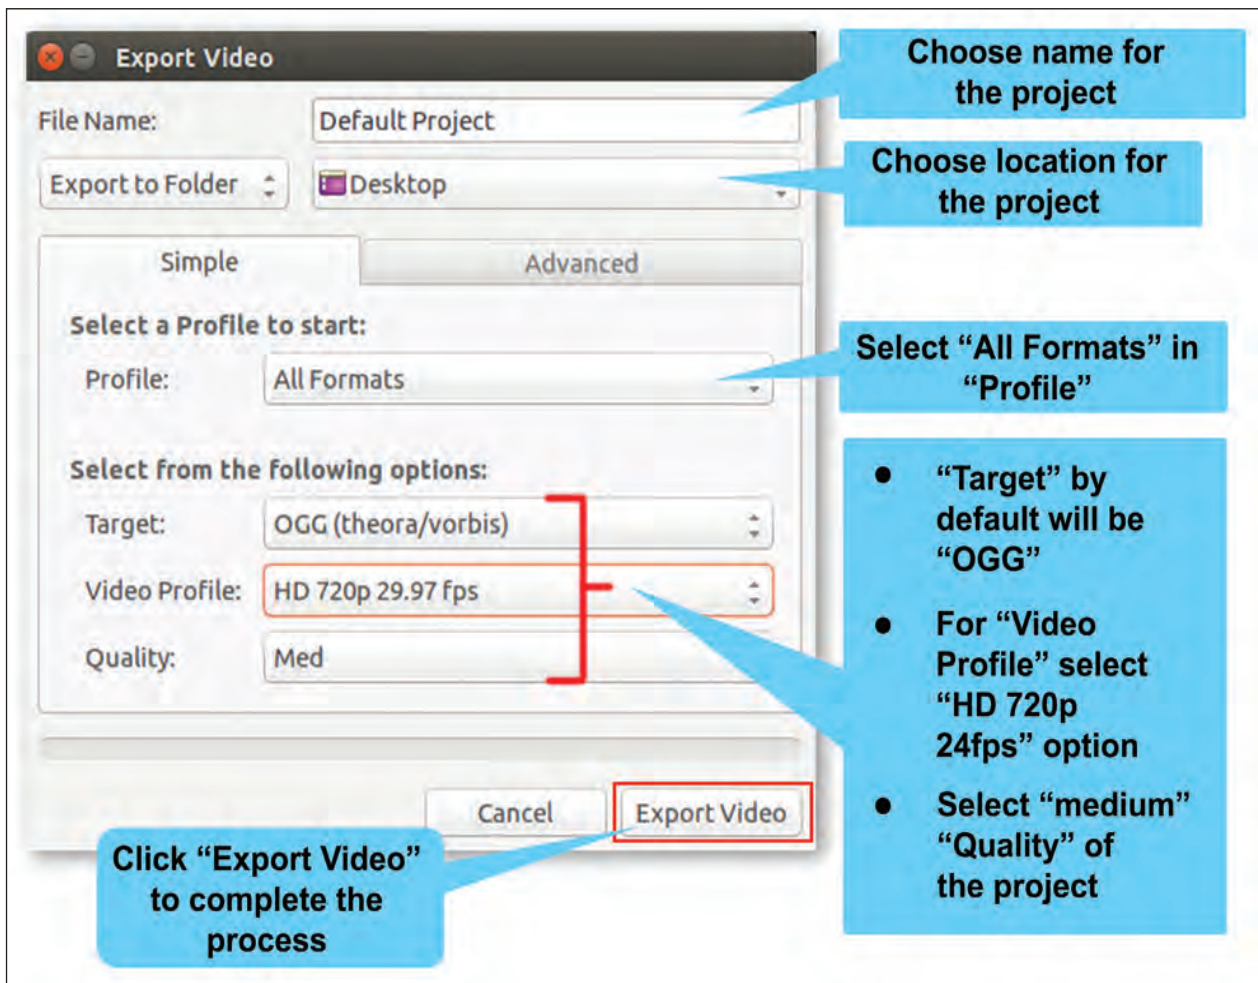 Export Video
File Name:
Default Project
Choose name for
the project
Export to Folder
Desktop
Choose location for
the project
Simple
Advanced
Select a Profile to start:
Profile:
All Formats
Select “All Formats” in
“Profile”
Select from the following options:
Target:
OGG (theora/vorbis)
Video Profile:
HD 720p 29.97 fps
Quality:
Med
● “Target” by
default will be
“OGG”
● For “Video
Profile” select
“HD 720p
24fps” option
● Select “medium”
“Quality” of
the project
Cancel
Export Video
Click “Export Video”
to complete the
process